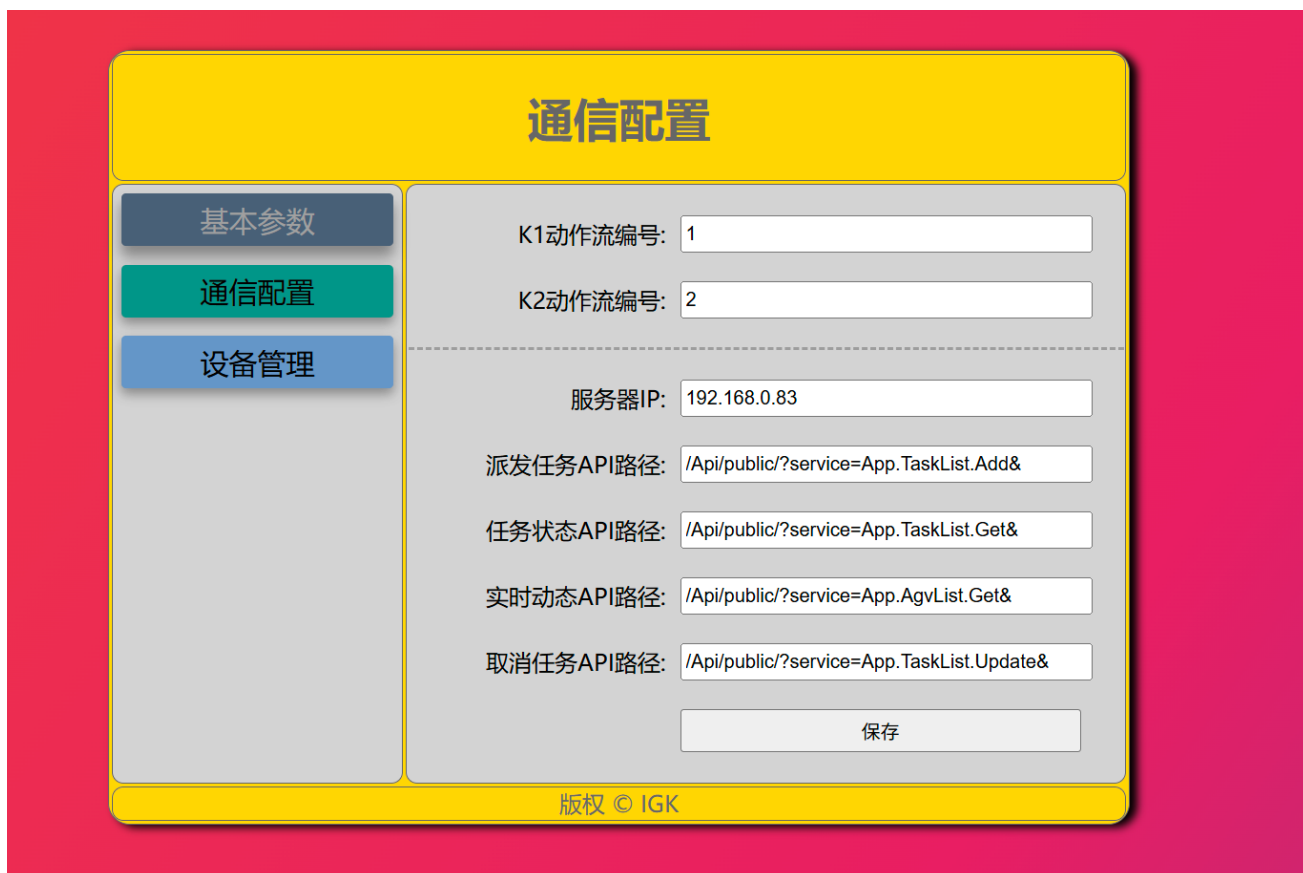 通信配置
基本参数
通信配置
设备管理
K1动作流编号: 1
K2动作流编号: 2
服务器IP: 192.168.0.83
派发任务API路径: /Api/public/?service=App.TaskList.Add&
任务状态API路径: /Api/public/?service=App.TaskList.Get&
实时动态API路径: /Api/public/?service=App.AgvList.Get&
取消任务API路径: /Api/public/?service=App.TaskList.Update&
保存
版权 © IGK